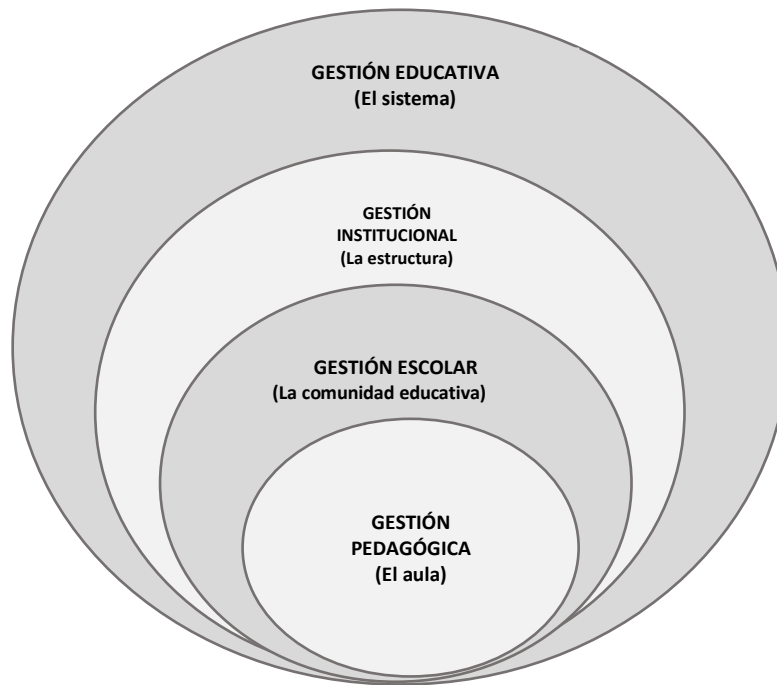 GESTIÓN EDUCATIVA
(El sistema)
GESTIÓN
INSTITUCIONAL
(La estructura)
GESTIÓN ESCOLAR
(La comunidad educativa)
GESTIÓN
PEDAGÓGICA
(El aula)